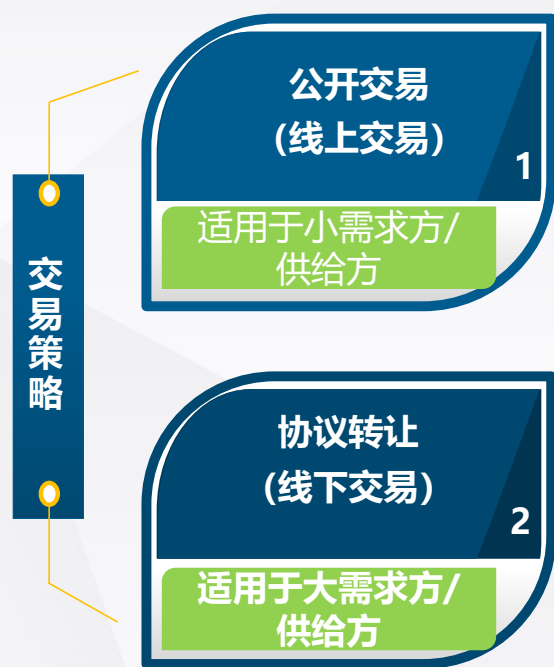 交易策略
公开交易
(线上交易)
1
适用于小需求方/
供给方
协议转让
(线下交易)
2
适用于大需求方/
供给方